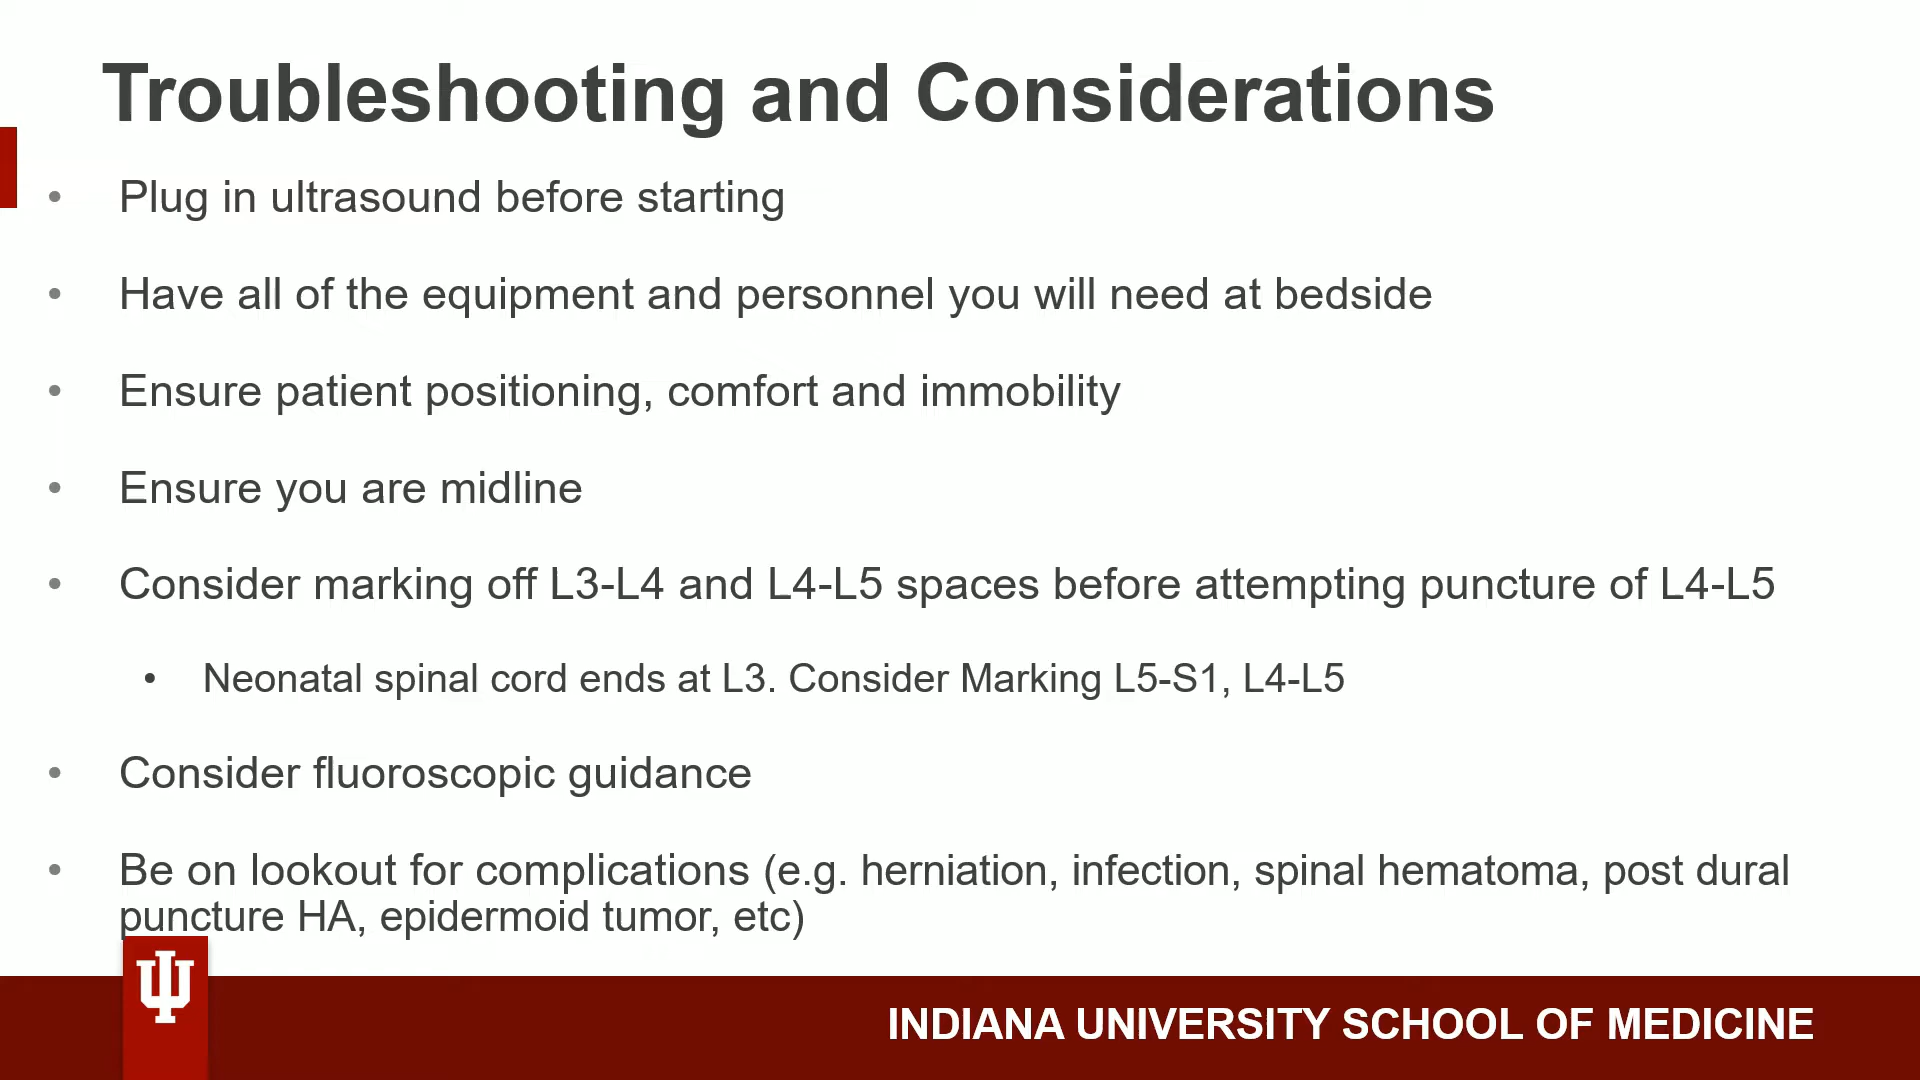 Troubleshooting and Considerations
• Plug in ultrasound before starting
• Have all of the equipment and personnel you will need at bedside
• Ensure patient positioning, comfort and immobility
• Ensure you are midline
• Consider marking off L3-L4 and L4-L5 spaces before attempting puncture of L4-L5
• Neonatal spinal cord ends at L3. Consider Marking L5-S1, L4-L5
• Consider fluoroscopic guidance
• Be on lookout for complications (e.g. herniation, infection, spinal hematoma, post dural
puncture HA, epidermoid tumor, etc)
INDIANA UNIVERSITY SCHOOL OF MEDICINE